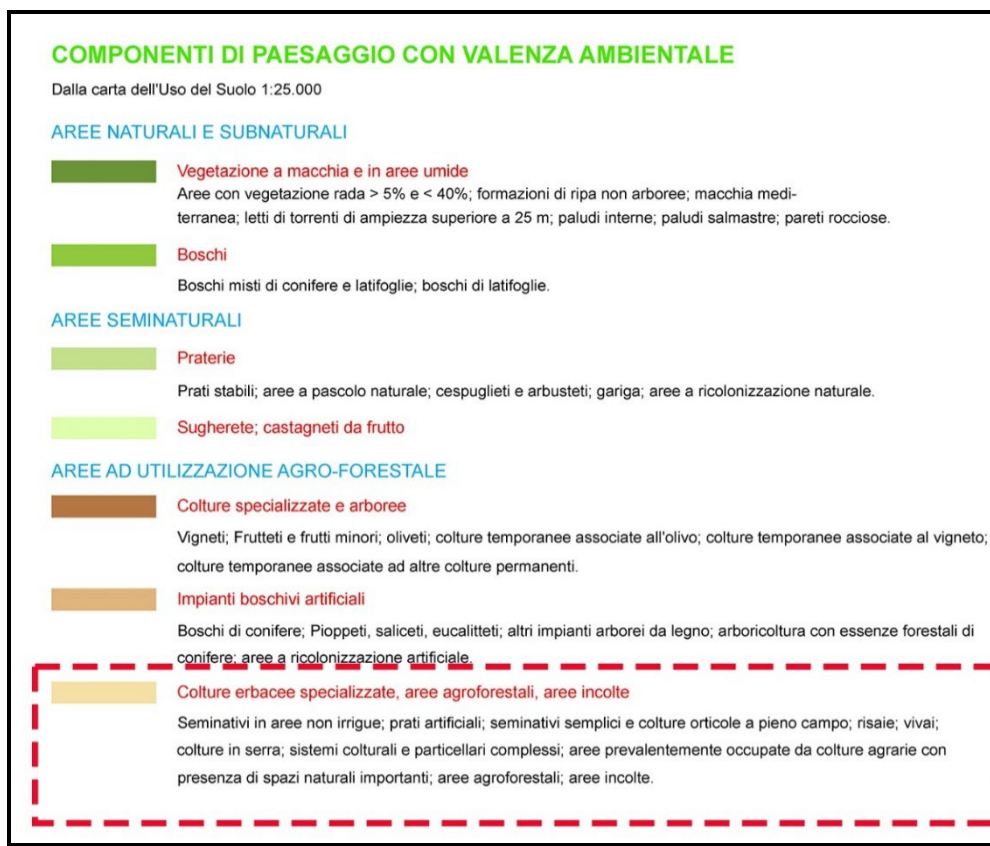 COMPONENTI DI PAESAGGIO CON VALENZA AMBIENTALE
Dalla carta dell'Uso del Suolo 1:25.000
AREE NATURALI E SUBNATURALI
Vegetazione a macchia e in aree umide
Aree con vegetazione rada > 5% e < 40%; formazioni di ripa non arboree; macchia medi-
terranea; letti di torrenti di ampiezza superiore a 25 m; paludi interne; paludi salmastre; pareti rocciose.
Boschi
Boschi misti di conifere e latifoglie; boschi di latifoglie.
AREE SEMINATURALI
Praterie
Prati stabili; aree a pascolo naturale; cespuglieti e arbusteti; gariga; aree a ricolonizzazione naturale.
Sugherete; castagneti da frutto
AREE AD UTILIZZAZIONE AGRO-FORESTALE
Colture specializzate e arboree
Vigneti; Frutteti e frutti minori; oliveti; colture temporanee associate all'olivo; colture temporanee associate al vigneto;
colture temporanee associate ad altre colture permanenti.
Impianti boschivi artificiali
Boschi di conifere; Pioppeti, saliceti, eucalitteti; altri impianti arborei da legno; arboricoltura con essenze forestali di
conifere; aree a ricolonizzazione artificiale.
Colture erbacee specializzate, aree agroforestali, aree incolte
Seminativi in aree non irrigue; prati artificiali; seminativi semplici e colture orticole a pieno campo; risaie; vivai;
colture in serra; sistemi colturali e particellari complessi; aree prevalentemente occupate da colture agrarie con
presenza di spazi naturali importanti; aree agroforestali; aree incolte.